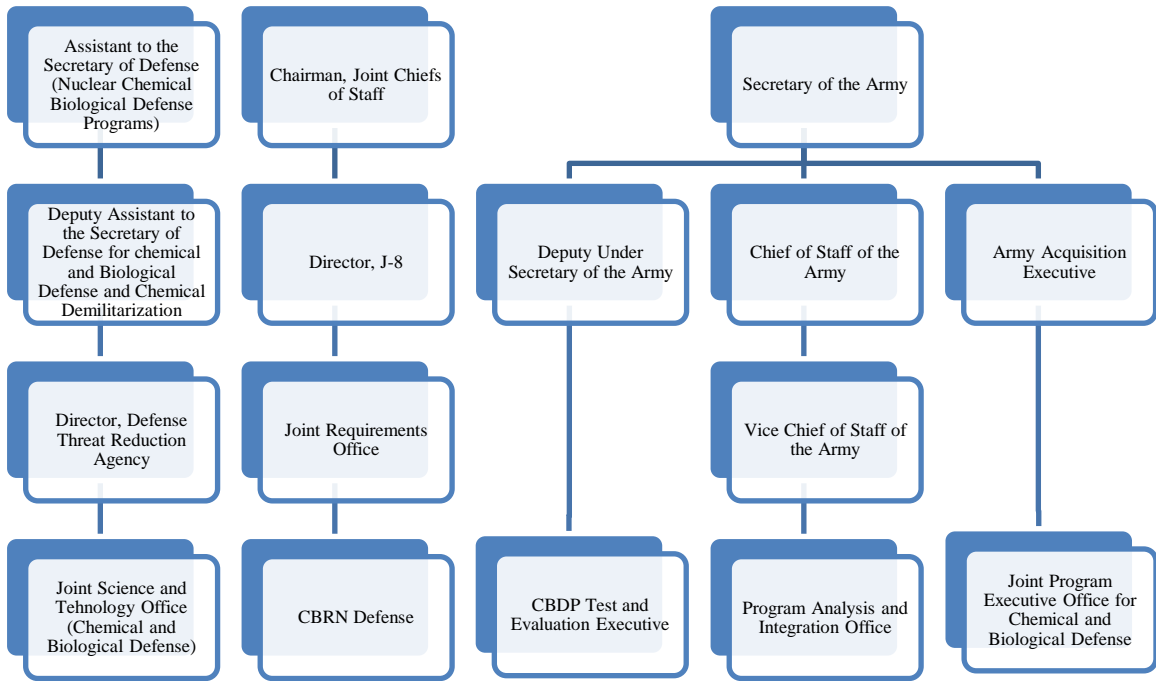 Assistant to the
Secretary of Defense
(Nuclear Chemical
Biological Defense
Programs)
Chairman, Joint Chiefs
of Staff
Secretary of the Army
Deputy Assistant to
the Secretary of
Defense for chemical
and Biological
Defense and Chemical
Demilitarization
Director, J-8
Deputy Under
Secretary of the Army
Chief of Staff of the
Army
Army Acquisition
Executive
Director, Defense
Threat Reduction
Agency
Joint Requirements
Office
Vice Chief of Staff of
the Army
Joint Science and
Tehnology Office
(Chemical and
Biological Defense)
CBRN Defense
CBDP Test and
Evaluation Executive
Program Analysis and
Integration Office
Joint Program
Executive Office for
Chemical and
Biological Defense